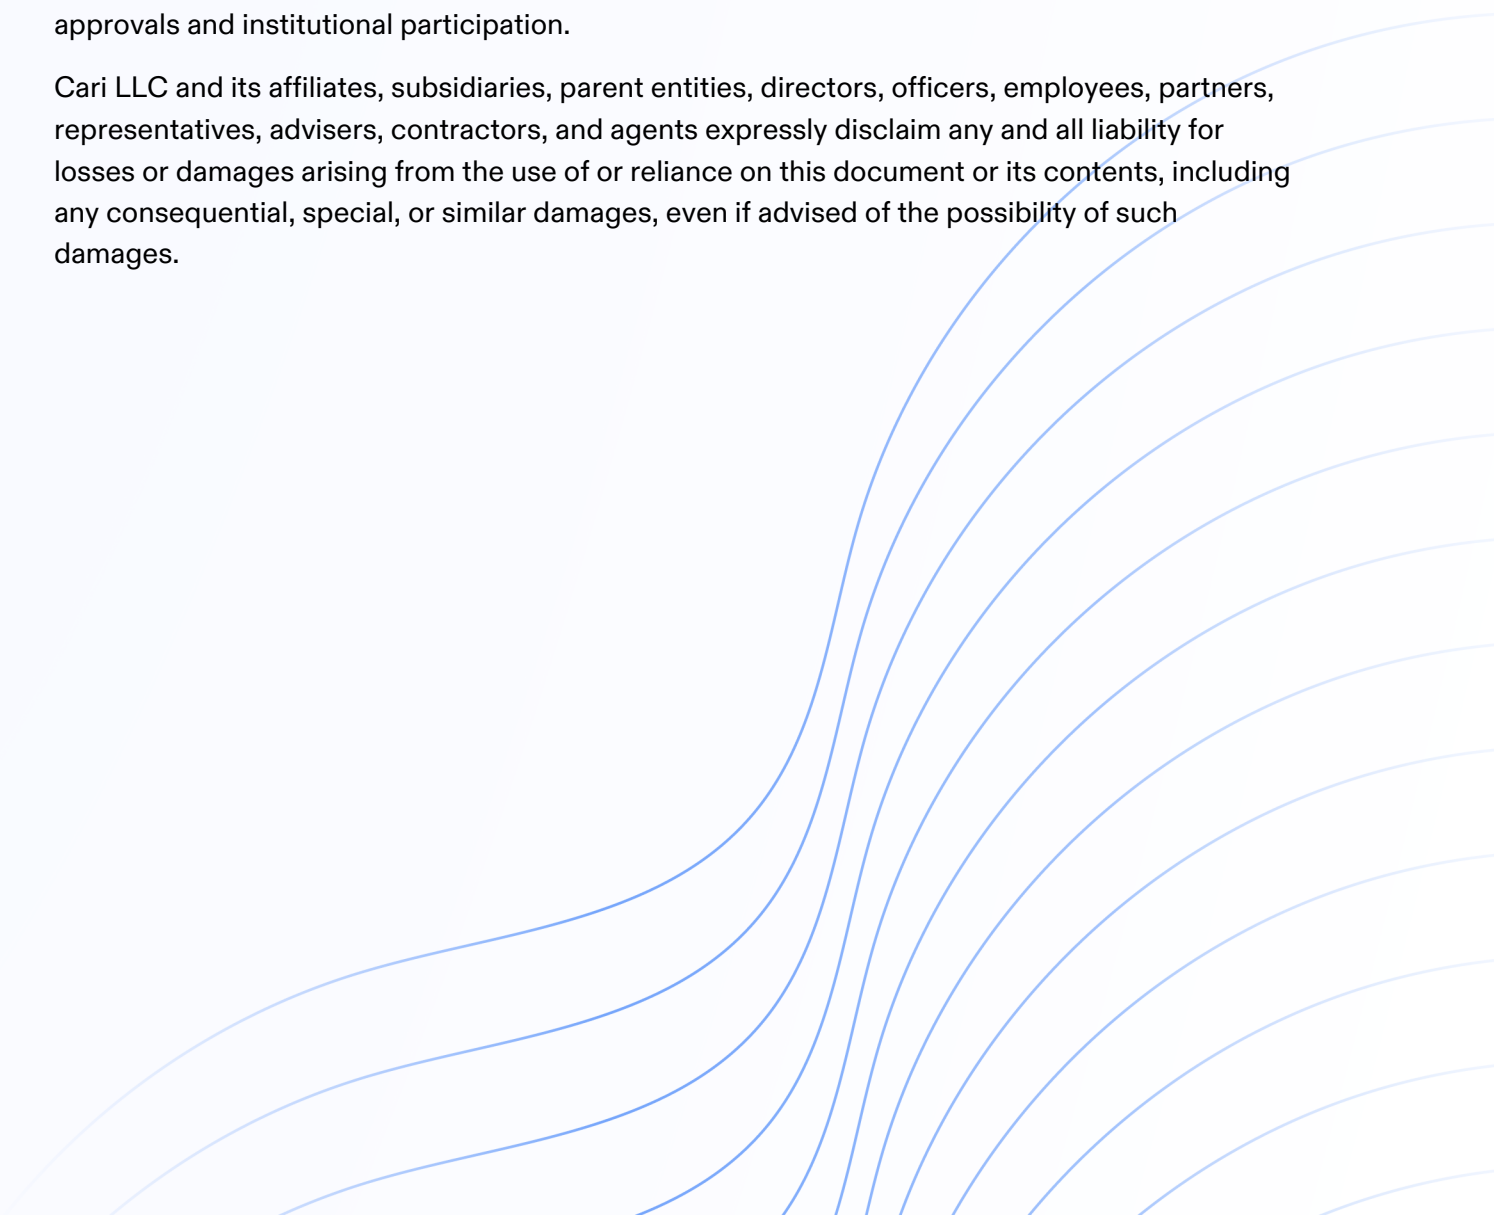 approvals and institutional participation.
Cari LLC and its affiliates, subsidiaries, parent entities, directors, officers, employees, partners,
representatives, advisers, contractors, and agents expressly disclaim any and all liability for
losses or damages arising from the use of or reliance on this document or its contents, including
any consequential, special, or similar damages, even if advised of the possibility of such
damages.